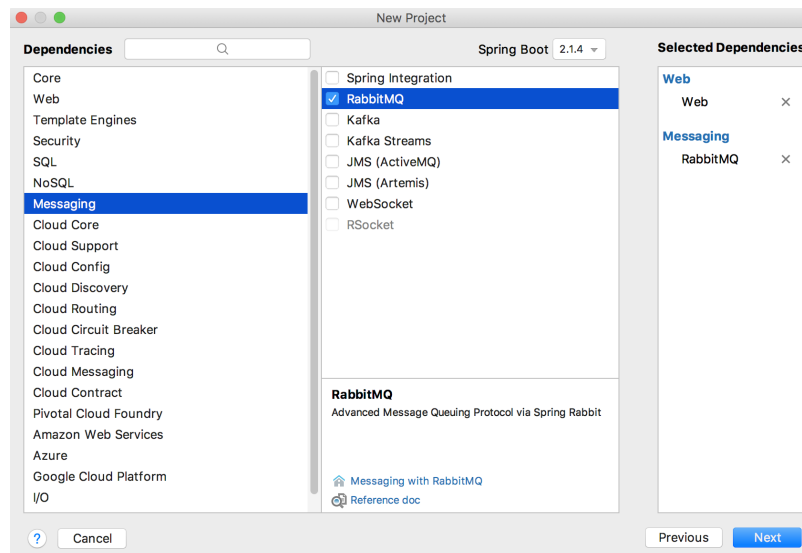 New Project
Dependencies
Spring Boot 2.1.4
Selected Dependencies
Core
Web
Template Engines
Security
SQL
NoSQL
Messaging
Cloud Core
Cloud Support
Cloud Config
Cloud Discovery
Cloud Routing
Cloud Circuit Breaker
Cloud Tracing
Cloud Messaging
Cloud Contract
Pivotal Cloud Foundry
Amazon Web Services
Azure
Google Cloud Platform
I/O
Spring Integration
RabbitMQ
Kafka
Kafka Streams
JMS (ActiveMQ)
JMS (Artemis)
WebSocket
RSocket
RabbitMQ
Advanced Message Queuing Protocol via Spring Rabbit
Messaging with RabbitMQ
Reference doc
Web
Web
Messaging
RabbitMQ
?
Cancel
Previous
Next